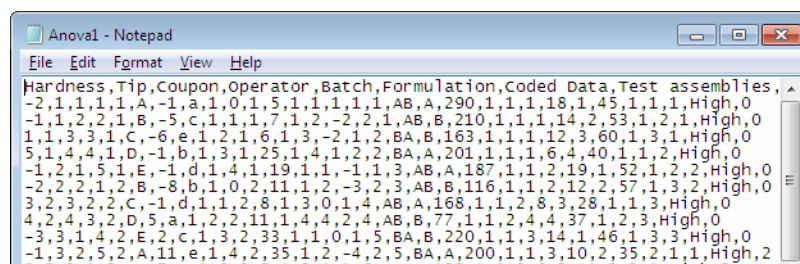 Anova1 - Notepad
File Edit Format View Help
Hardness,Tip,Coupon,Operator,Batch,Formulation,Coded Data,Test assemblies,
-2,1,1,1,1,A,-1,a,1,0,1,5,1,1,1,1,1,AB,A,290,1,1,1,18,1,45,1,1,1,High,0
-1,1,2,2,1,B,-5,c,1,1,1,7,1,2,-2,2,1,AB,B,210,1,1,1,14,2,53,1,2,1,High,0
1,1,3,3,1,C,-6,e,1,2,1,6,1,3,-2,1,2,BA,B,163,1,1,1,12,3,60,1,3,1,High,0
5,1,4,4,1,D,-1,b,1,3,1,25,1,4,1,2,2,BA,A,201,1,1,1,6,4,40,1,1,2,High,0
-1,2,1,5,1,E,-1,d,1,4,1,19,1,1,-1,1,3,AB,A,187,1,1,2,19,1,52,1,2,2,High,0
-2,2,2,1,2,B,-8,b,1,0,2,11,1,2,-3,2,3,AB,B,116,1,1,2,12,2,57,1,3,2,High,0
3,2,3,2,2,C,-1,d,1,1,2,8,1,3,0,1,4,BA,A,168,1,1,2,8,3,28,1,1,3,High,0
4,2,4,3,2,D,5,a,1,2,2,11,1,4,4,2,4,AB,B,77,1,1,2,4,4,37,1,2,3,High,0
-3,3,1,4,2,E,2,c,1,3,2,33,1,1,0,1,5,BA,B,220,1,1,3,14,1,46,1,3,3,High,0
-1,3,2,5,2,A,11,e,1,4,2,35,1,2,-4,2,5,BA,A,200,1,1,3,10,2,35,2,1,1,High,2